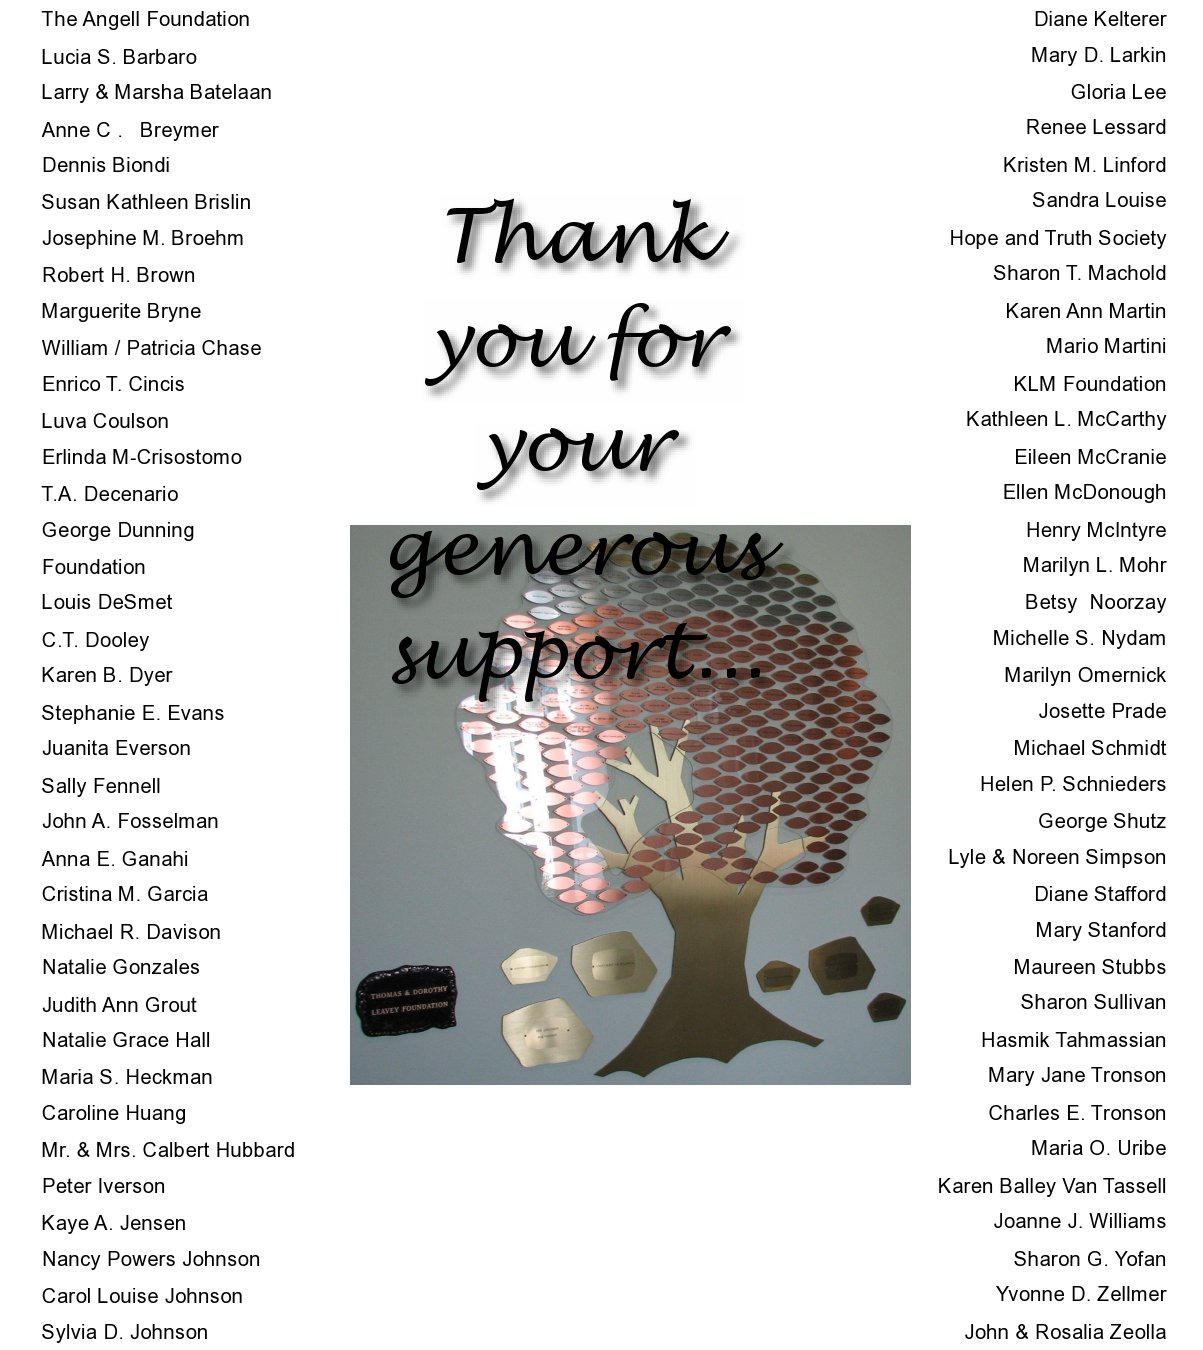 The Angell Foundation
Lucia S. Barbaro
Larry & Marsha Batelaan
Anne C .   Breymer
Dennis Biondi
Susan Kathleen Brislin
Josephine M. Broehm
Robert H. Brown
Marguerite Bryne
William / Patricia Chase
Enrico T. Cincis
Luva Coulson
Erlinda M-Crisostomo
T.A. Decenario
George Dunning
Foundation
Louis DeSmet
C.T. Dooley
Karen B. Dyer
Stephanie E. Evans
Juanita Everson
Sally Fennell
John A. Fosselman
Anna E. Ganahi
Cristina M. Garcia
Michael R. Davison
Natalie Gonzales
Judith Ann Grout
Natalie Grace Hall
Maria S. Heckman
Caroline Huang
Mr. & Mrs. Calbert Hubbard
Peter Iverson
Kaye A. Jensen
Nancy Powers Johnson
Carol Louise Johnson
Sylvia D. Johnson
Thank
you for
your
generous
support...
THOMAS & DOROTHY
LEAVEY FOUNDATION
Diane Kelterer
Mary D. Larkin
Gloria Lee
Renee Lessard
Kristen M. Linford
Sandra Louise
Hope and Truth Society
Sharon T. Machold
Karen Ann Martin
Mario Martini
KLM Foundation
Kathleen L. McCarthy
Eileen McCranie
Ellen McDonough
Henry McIntyre
Marilyn L. Mohr
Betsy  Noorzay
Michelle S. Nydam
Marilyn Omernick
Josette Prade
Michael Schmidt
Helen P. Schnieders
George Shutz
Lyle & Noreen Simpson
Diane Stafford
Mary Stanford
Maureen Stubbs
Sharon Sullivan
Hasmik Tahmassian
Mary Jane Tronson
Charles E. Tronson
Maria O. Uribe
Karen Balley Van Tassell
Joanne J. Williams
Sharon G. Yofan
Yvonne D. Zellmer
John & Rosalia Zeolla